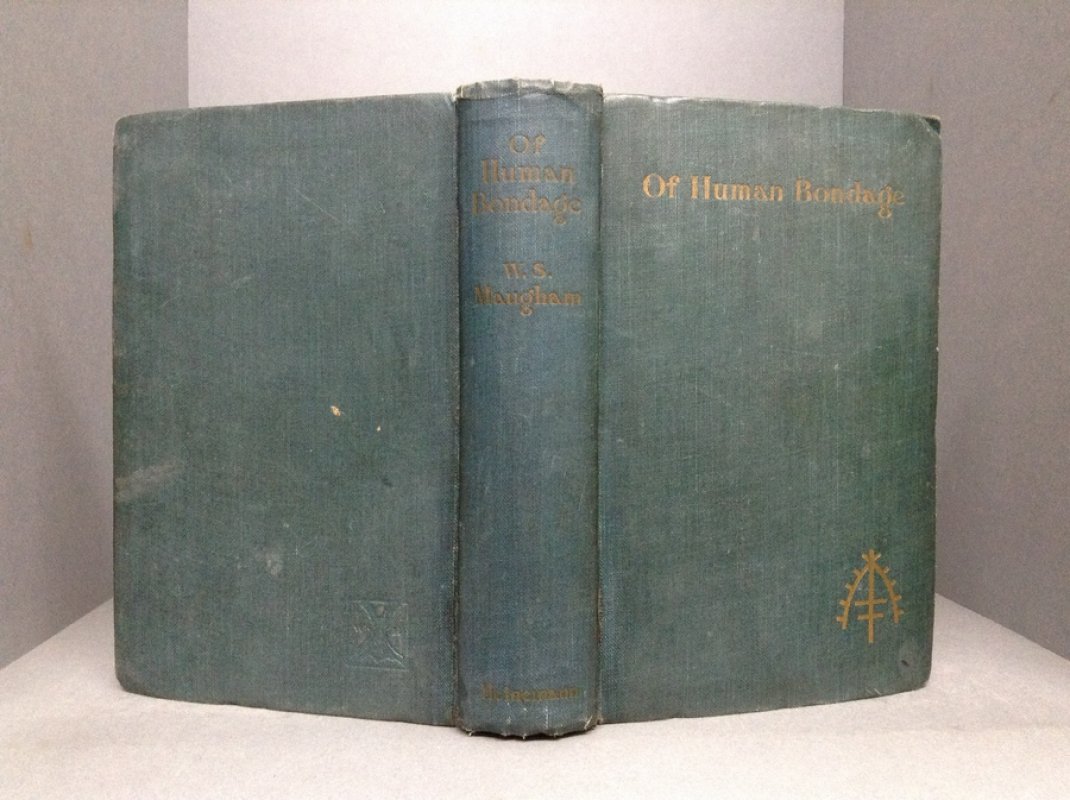 Of
Human
Bondage
W. S.
Maugham
Heinemann
Of Human Bondage